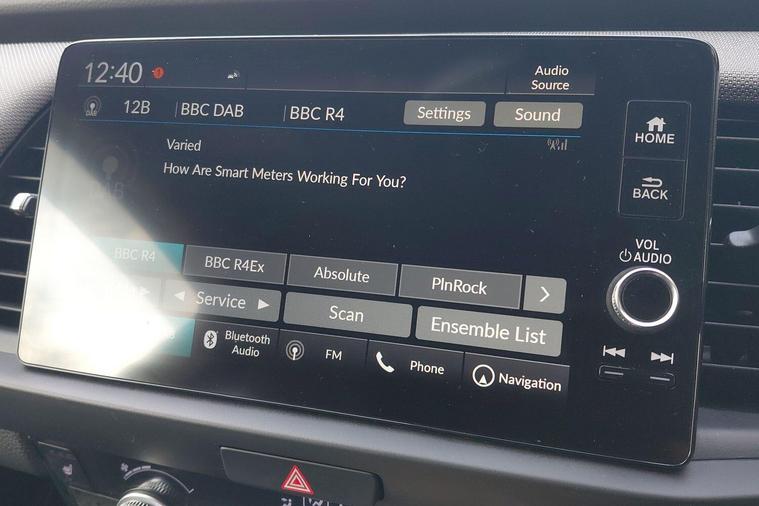 12:40
Audio
Source
DAB
12B
BBC DAB
BBC R4
Settings
Sound
Varied
How Are Smart Meters Working For You?
HOME
BACK
VOL
AUDIO
BBC R4
BBC R4Ex
Absolute
PlnRock
Service
Scan
Ensemble List
Bluetooth
Audio
FM
Phone
Navigation